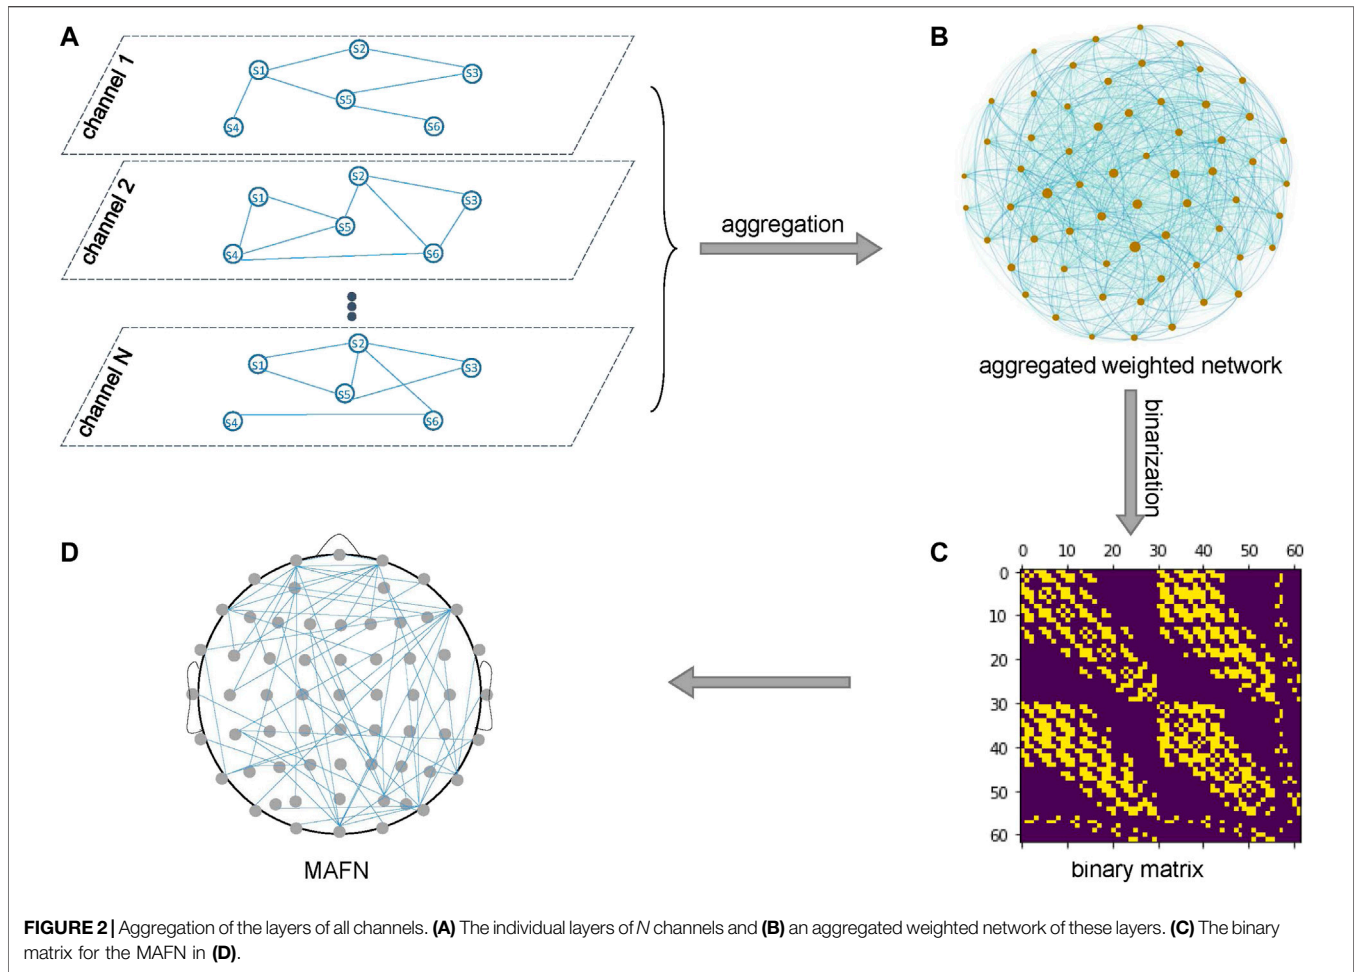 A
channel 1
S1
S2
S3
S4
S5
S6
channel 2
S1
S2
S3
S4
S5
S6
channel N
S1
S2
S3
S4
S5
S6
aggregation
B
aggregated weighted network
binarization
C
0 10 20 30 40 50 60
0
10
20
30
40
50
60
binary matrix
D
MAFN
FIGURE 2 | Aggregation of the layers of all channels. (A) The individual layers of N channels and (B) an aggregated weighted network of these layers. (C) The binary
matrix for the MAFN in (D).